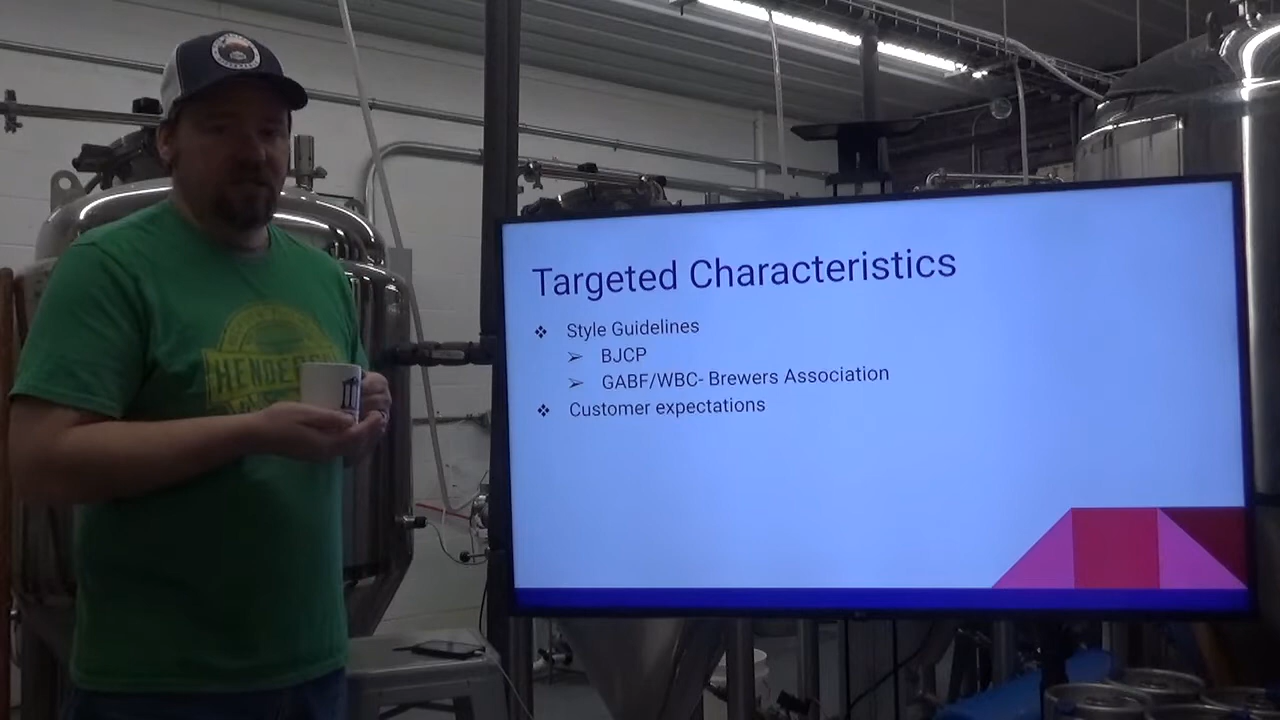 Targeted Characteristics
❖ Style Guidelines
➢ BJCP
➢ GABF/WBC- Brewers Association
❖ Customer expectations